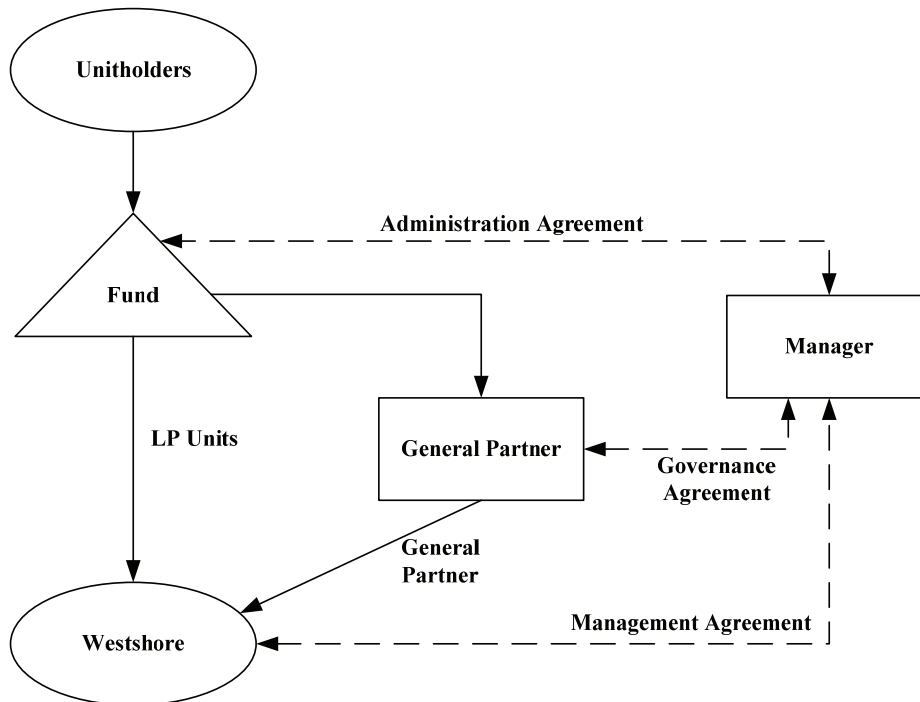 Unitholders
Administration Agreement
Fund
Manager
LP Units
General Partner
Governance
Agreement
General
Partner
Management Agreement
Westshore